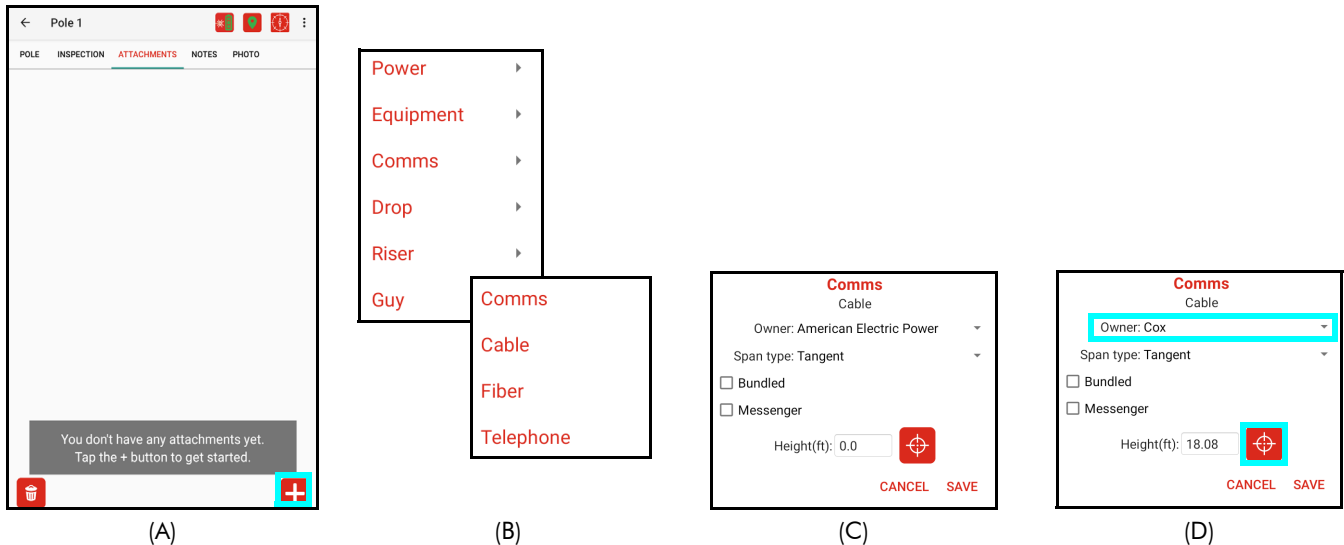 Pole 1
POLE INSPECTION ATTACHMENTS NOTES PHOTO
You don't have any attachments yet.
Tap the + button to get started.
(A)
Power
Equipment
Comms
Drop
Riser
Guy
Comms
Cable
Fiber
Telephone
(B)
Comms
Cable
Owner: American Electric Power
Span type: Tangent
Bundled
Messenger
Height(ft): 0.0
CANCEL SAVE
(C)
Comms
Cable
Owner: Cox
Span type: Tangent
Bundled
Messenger
Height(ft): 18.08
CANCEL SAVE
(D)